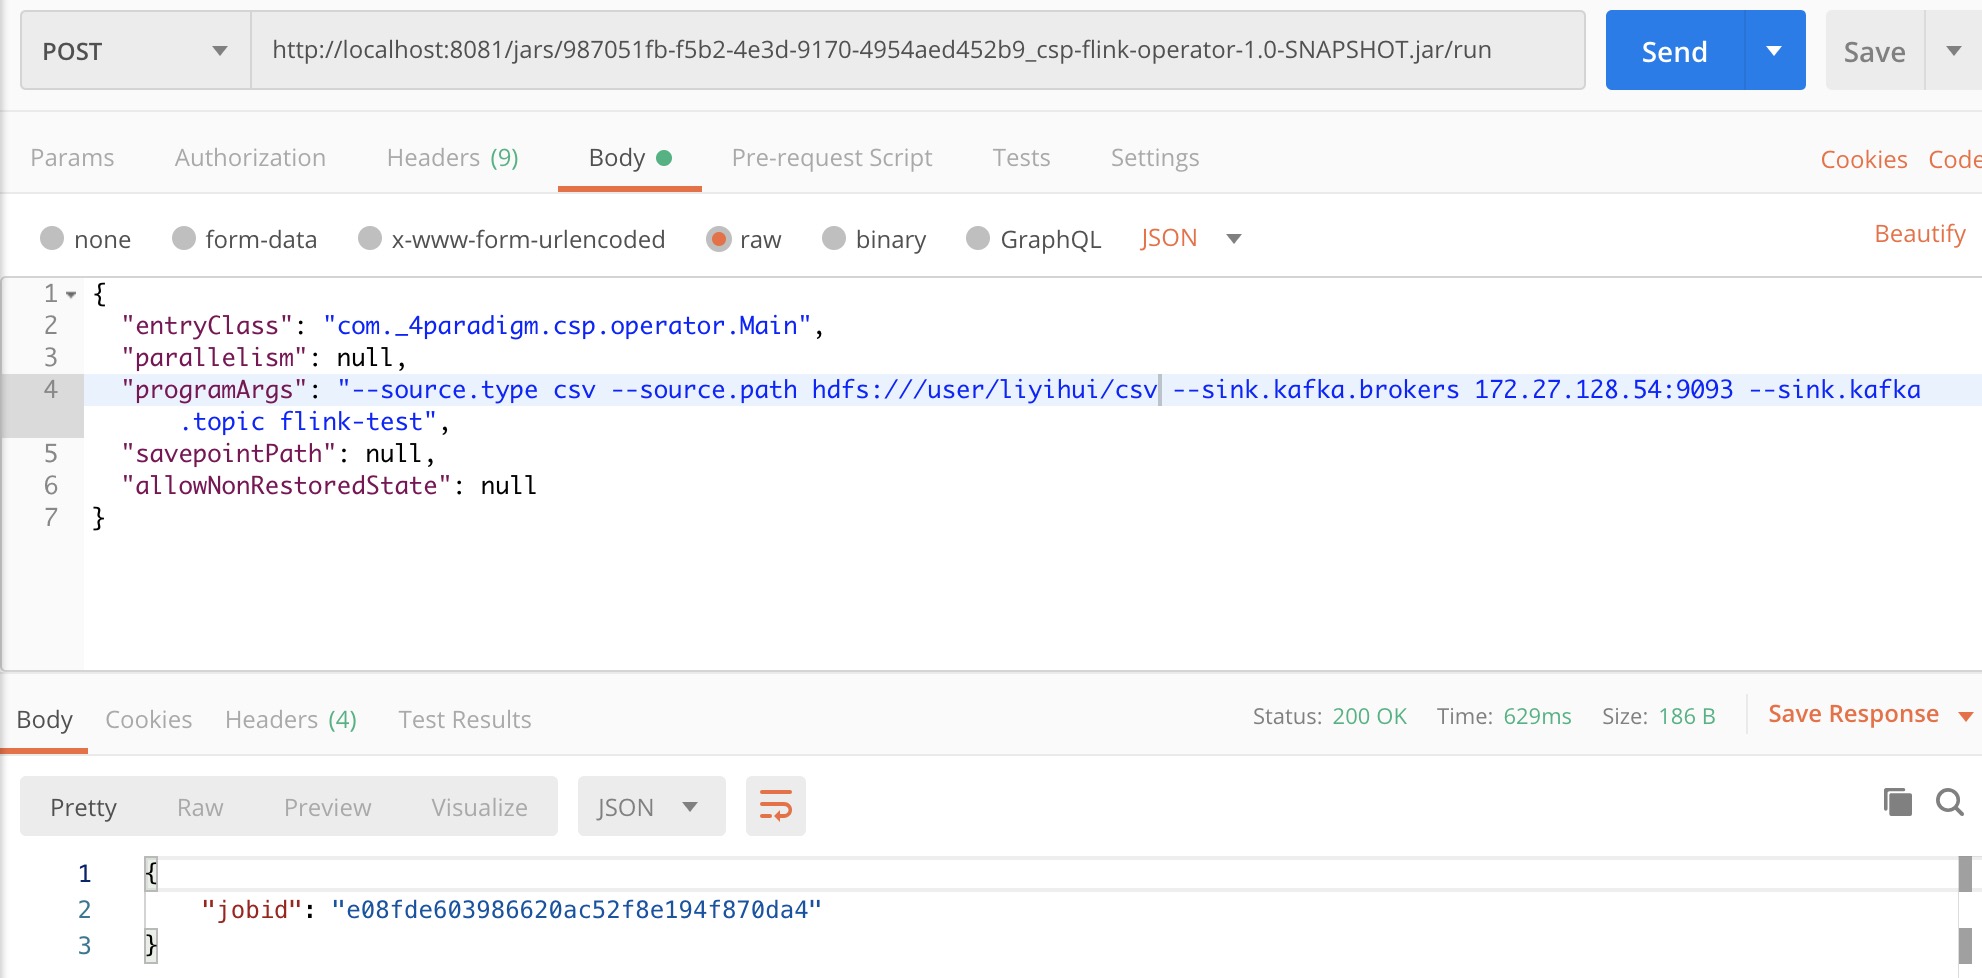 POST http://localhost:8081/jars/987051fb-f5b2-4e3d-9170-4954aed452b9_csp-flink-operator-1.0-SNAPSHOT.jar/run Send Save
Params Authorization Headers (9) Body Pre-request Script Tests Settings Cookies Code
none form-data x-www-form-urlencoded raw binary GraphQL JSON Beautify
1 {
2 "entryClass": "com._4paradigm.csp.operator.Main",
3 "parallelism": null,
4 "programArgs": "--source.type csv --source.path hdfs:///user/liyihui/csv --sink.kafka.brokers 172.27.128.54:9093 --sink.kafka
.topic flink-test",
5 "savepointPath": null,
6 "allowNonRestoredState": null
7 }
Body Cookies Headers (4) Test Results Status: 200 OK Time: 629ms Size: 186 B Save Response
Pretty Raw Preview Visualize JSON
1 {
2 "jobid": "e08fde603986620ac52f8e194f870da4"
3 }